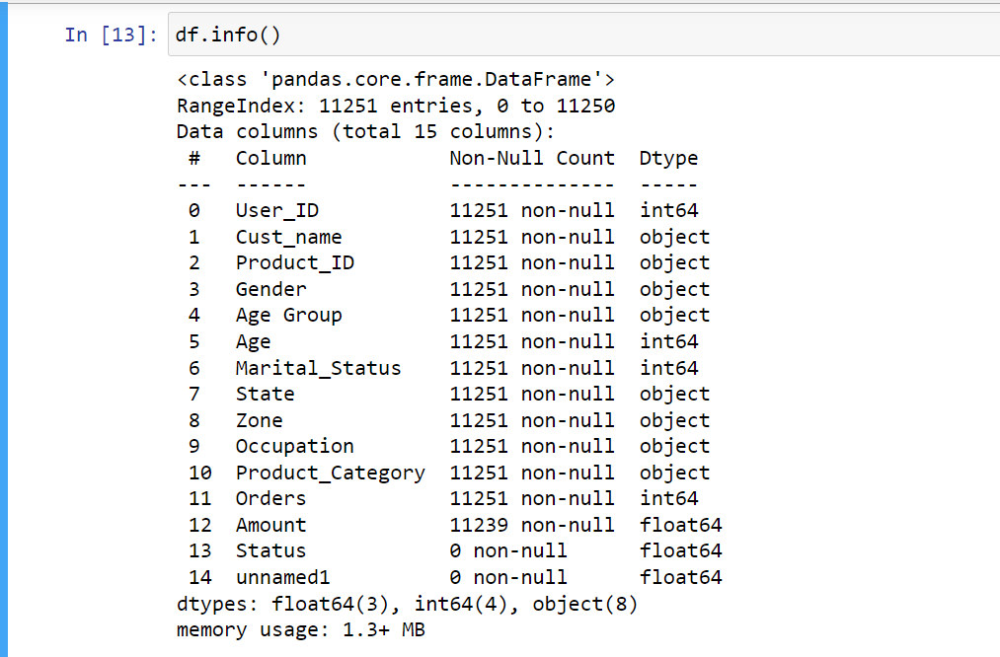 In [13]: df.info()
<class 'pandas.core.frame.DataFrame'>
RangeIndex: 11251 entries, 0 to 11250
Data columns (total 15 columns):
 #   Column            Non-Null Count  Dtype
---  ------            --------------  -----
 0   User_ID           11251 non-null  int64
 1   Cust_name         11251 non-null  object
 2   Product_ID        11251 non-null  object
 3   Gender            11251 non-null  object
 4   Age Group         11251 non-null  object
 5   Age               11251 non-null  int64
 6   Marital_Status    11251 non-null  int64
 7   State             11251 non-null  object
 8   Zone              11251 non-null  object
 9   Occupation        11251 non-null  object
 10  Product_Category  11251 non-null  object
 11  Orders            11251 non-null  int64
 12  Amount            11239 non-null  float64
 13  Status            0 non-null      float64
 14  unnamed1          0 non-null      float64
dtypes: float64(3), int64(4), object(8)
memory usage: 1.3+ MB